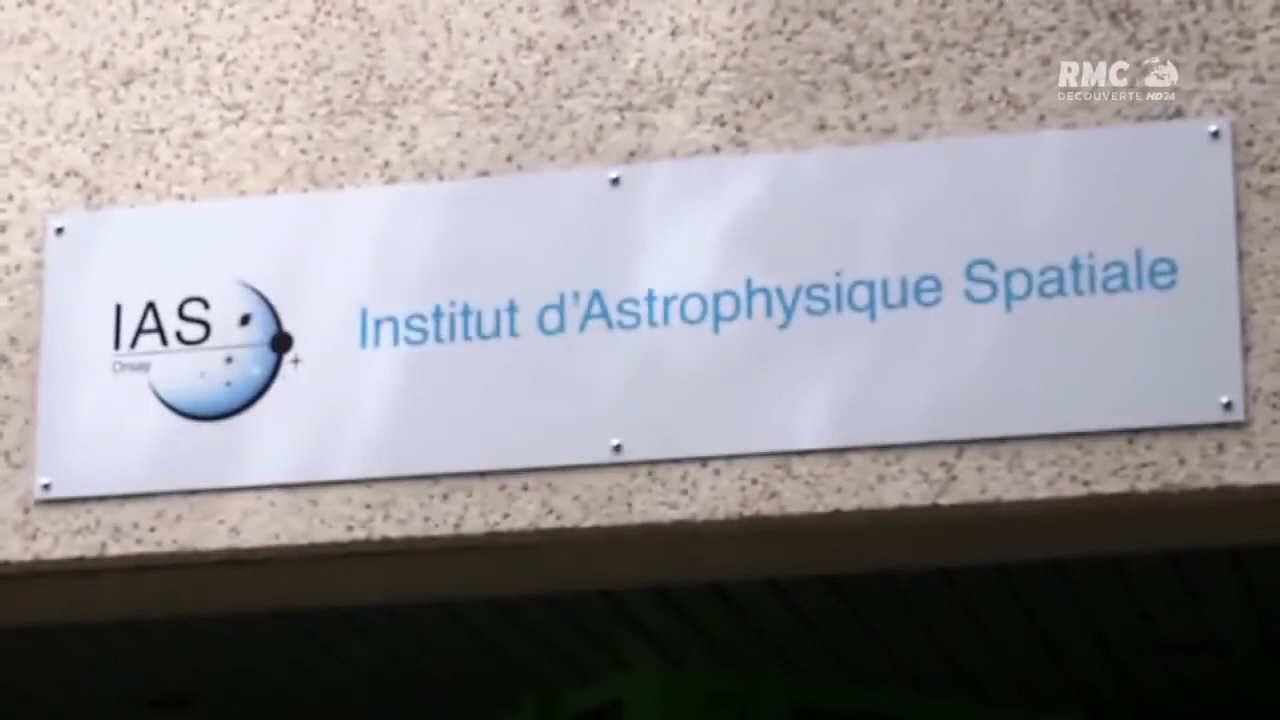 RMC
DECOUVERTE HD24
IAS
Orsay
Institut d'Astrophysique Spatiale